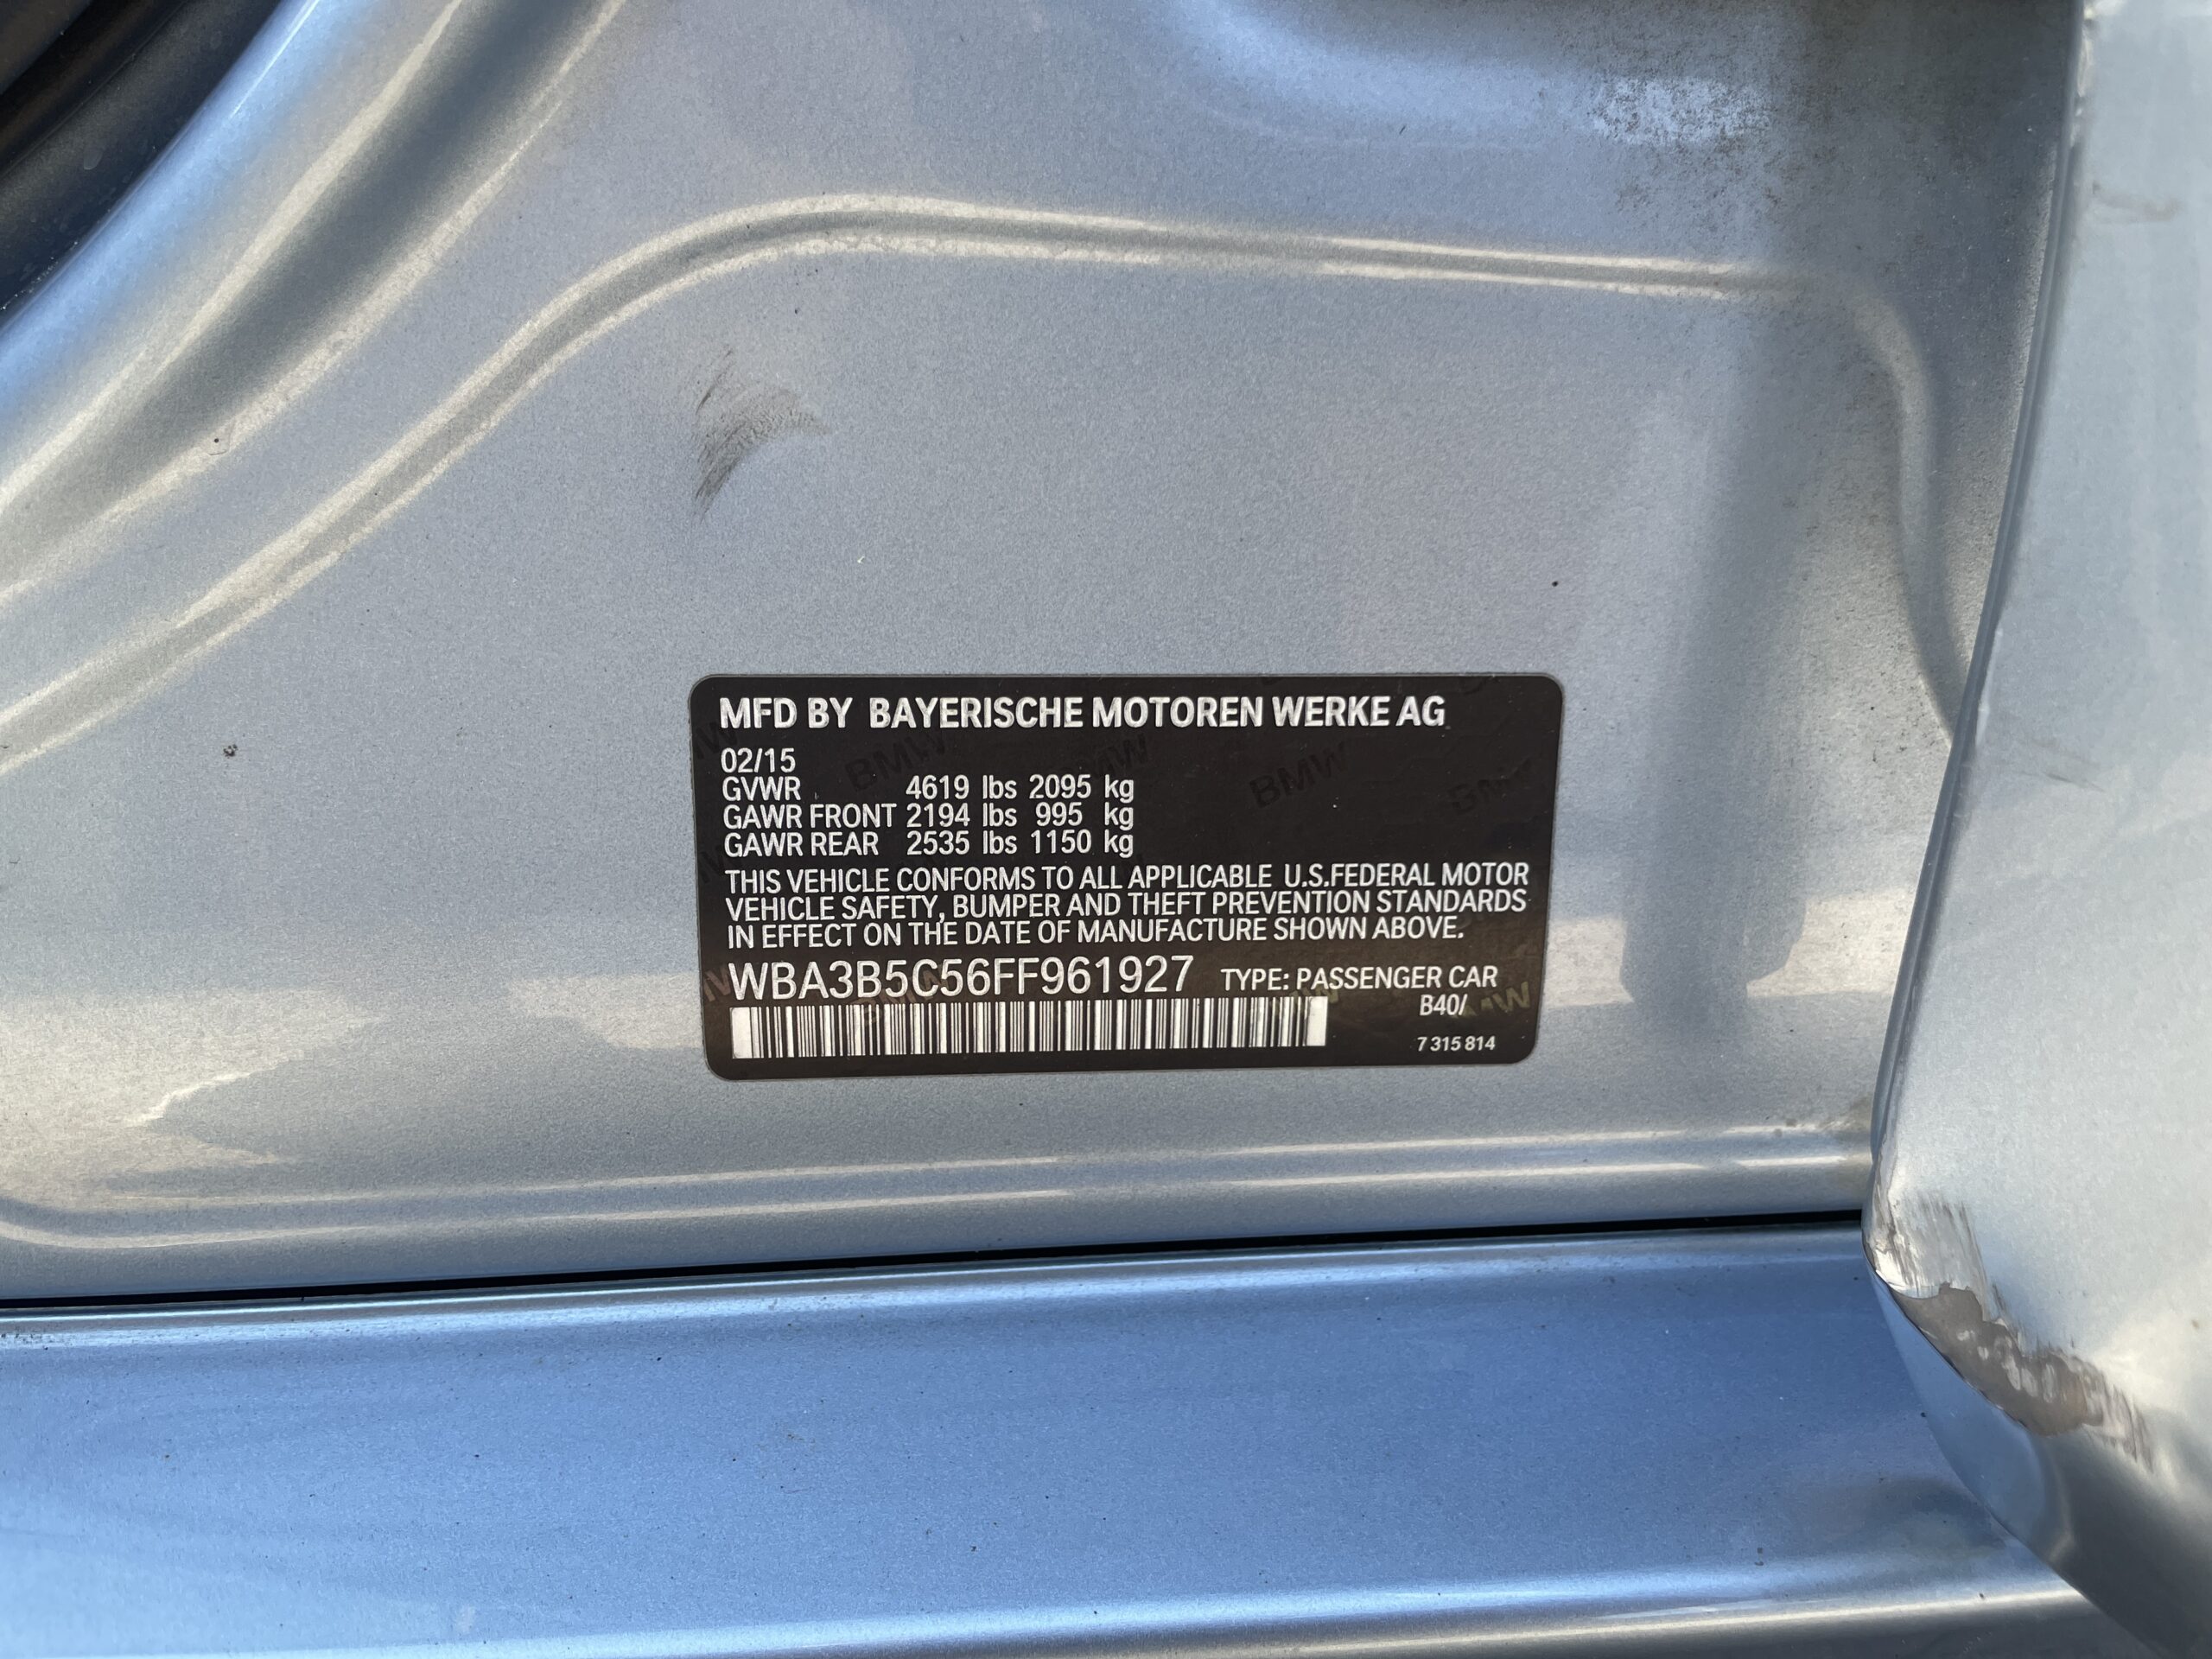 MFD BY BAYERISCHE MOTOREN WERKE AG
02/15
GVWR 4619 lbs 2095 kg
GAWR FRONT 2194 lbs 995 kg
GAWR REAR 2535 lbs 1150 kg
THIS VEHICLE CONFORMS TO ALL APPLICABLE U.S.FEDERAL MOTOR
VEHICLE SAFETY, BUMPER AND THEFT PREVENTION STANDARDS
IN EFFECT ON THE DATE OF MANUFACTURE SHOWN ABOVE.
WBA3B5C56FF961927 TYPE: PASSENGER CAR
B40/
7 315 814